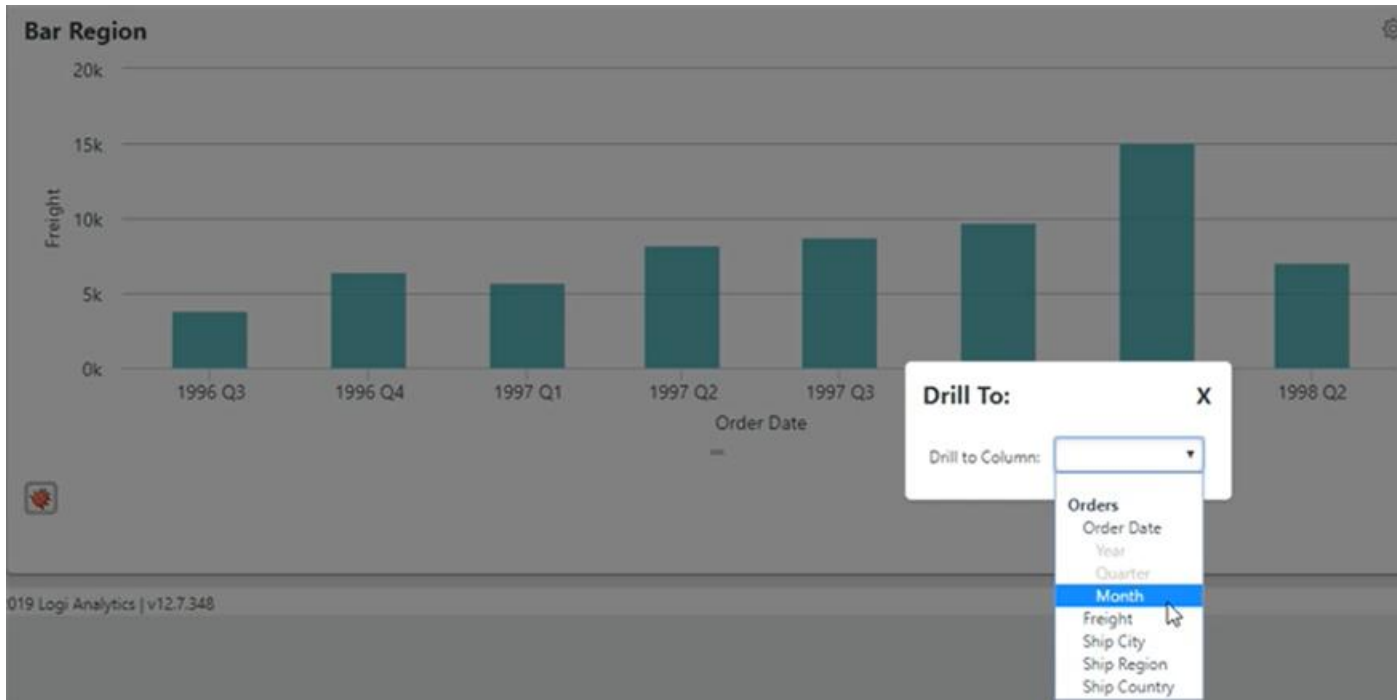 Bar Region
20k
15k
10k
5k
0k
Freight
1996 Q3 1996 Q4 1997 Q1 1997 Q2 1997 Q3 1998 Q2
Order Date
Drill To: X
Drill to Column:
Orders
Order Date
Year
Quarter
Month
Freight
Ship City
Ship Region
Ship Country
019 Logi Analytics | v12.7.348